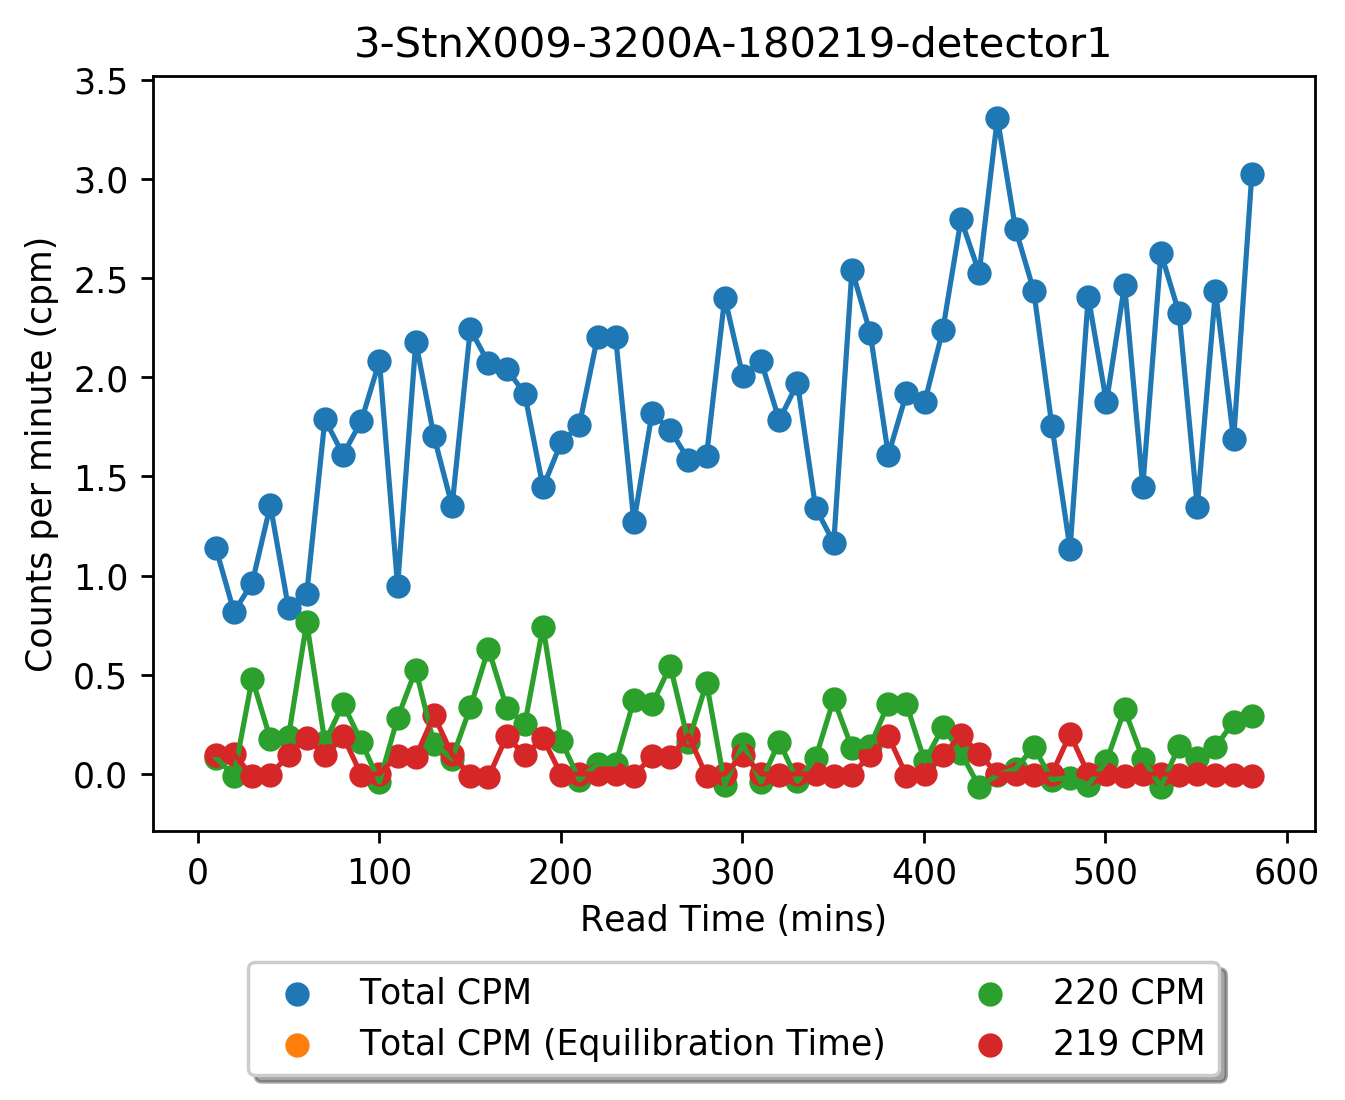 3-StnX009-3200A-180219-detector1
3.5
3.0
2.5
2.0
1.5
1.0
0.5
0.0
Counts per minute (cpm)
0 100 200 300 400 500 600
Read Time (mins)
Total CPM
Total CPM (Equilibration Time)
220 CPM
219 CPM